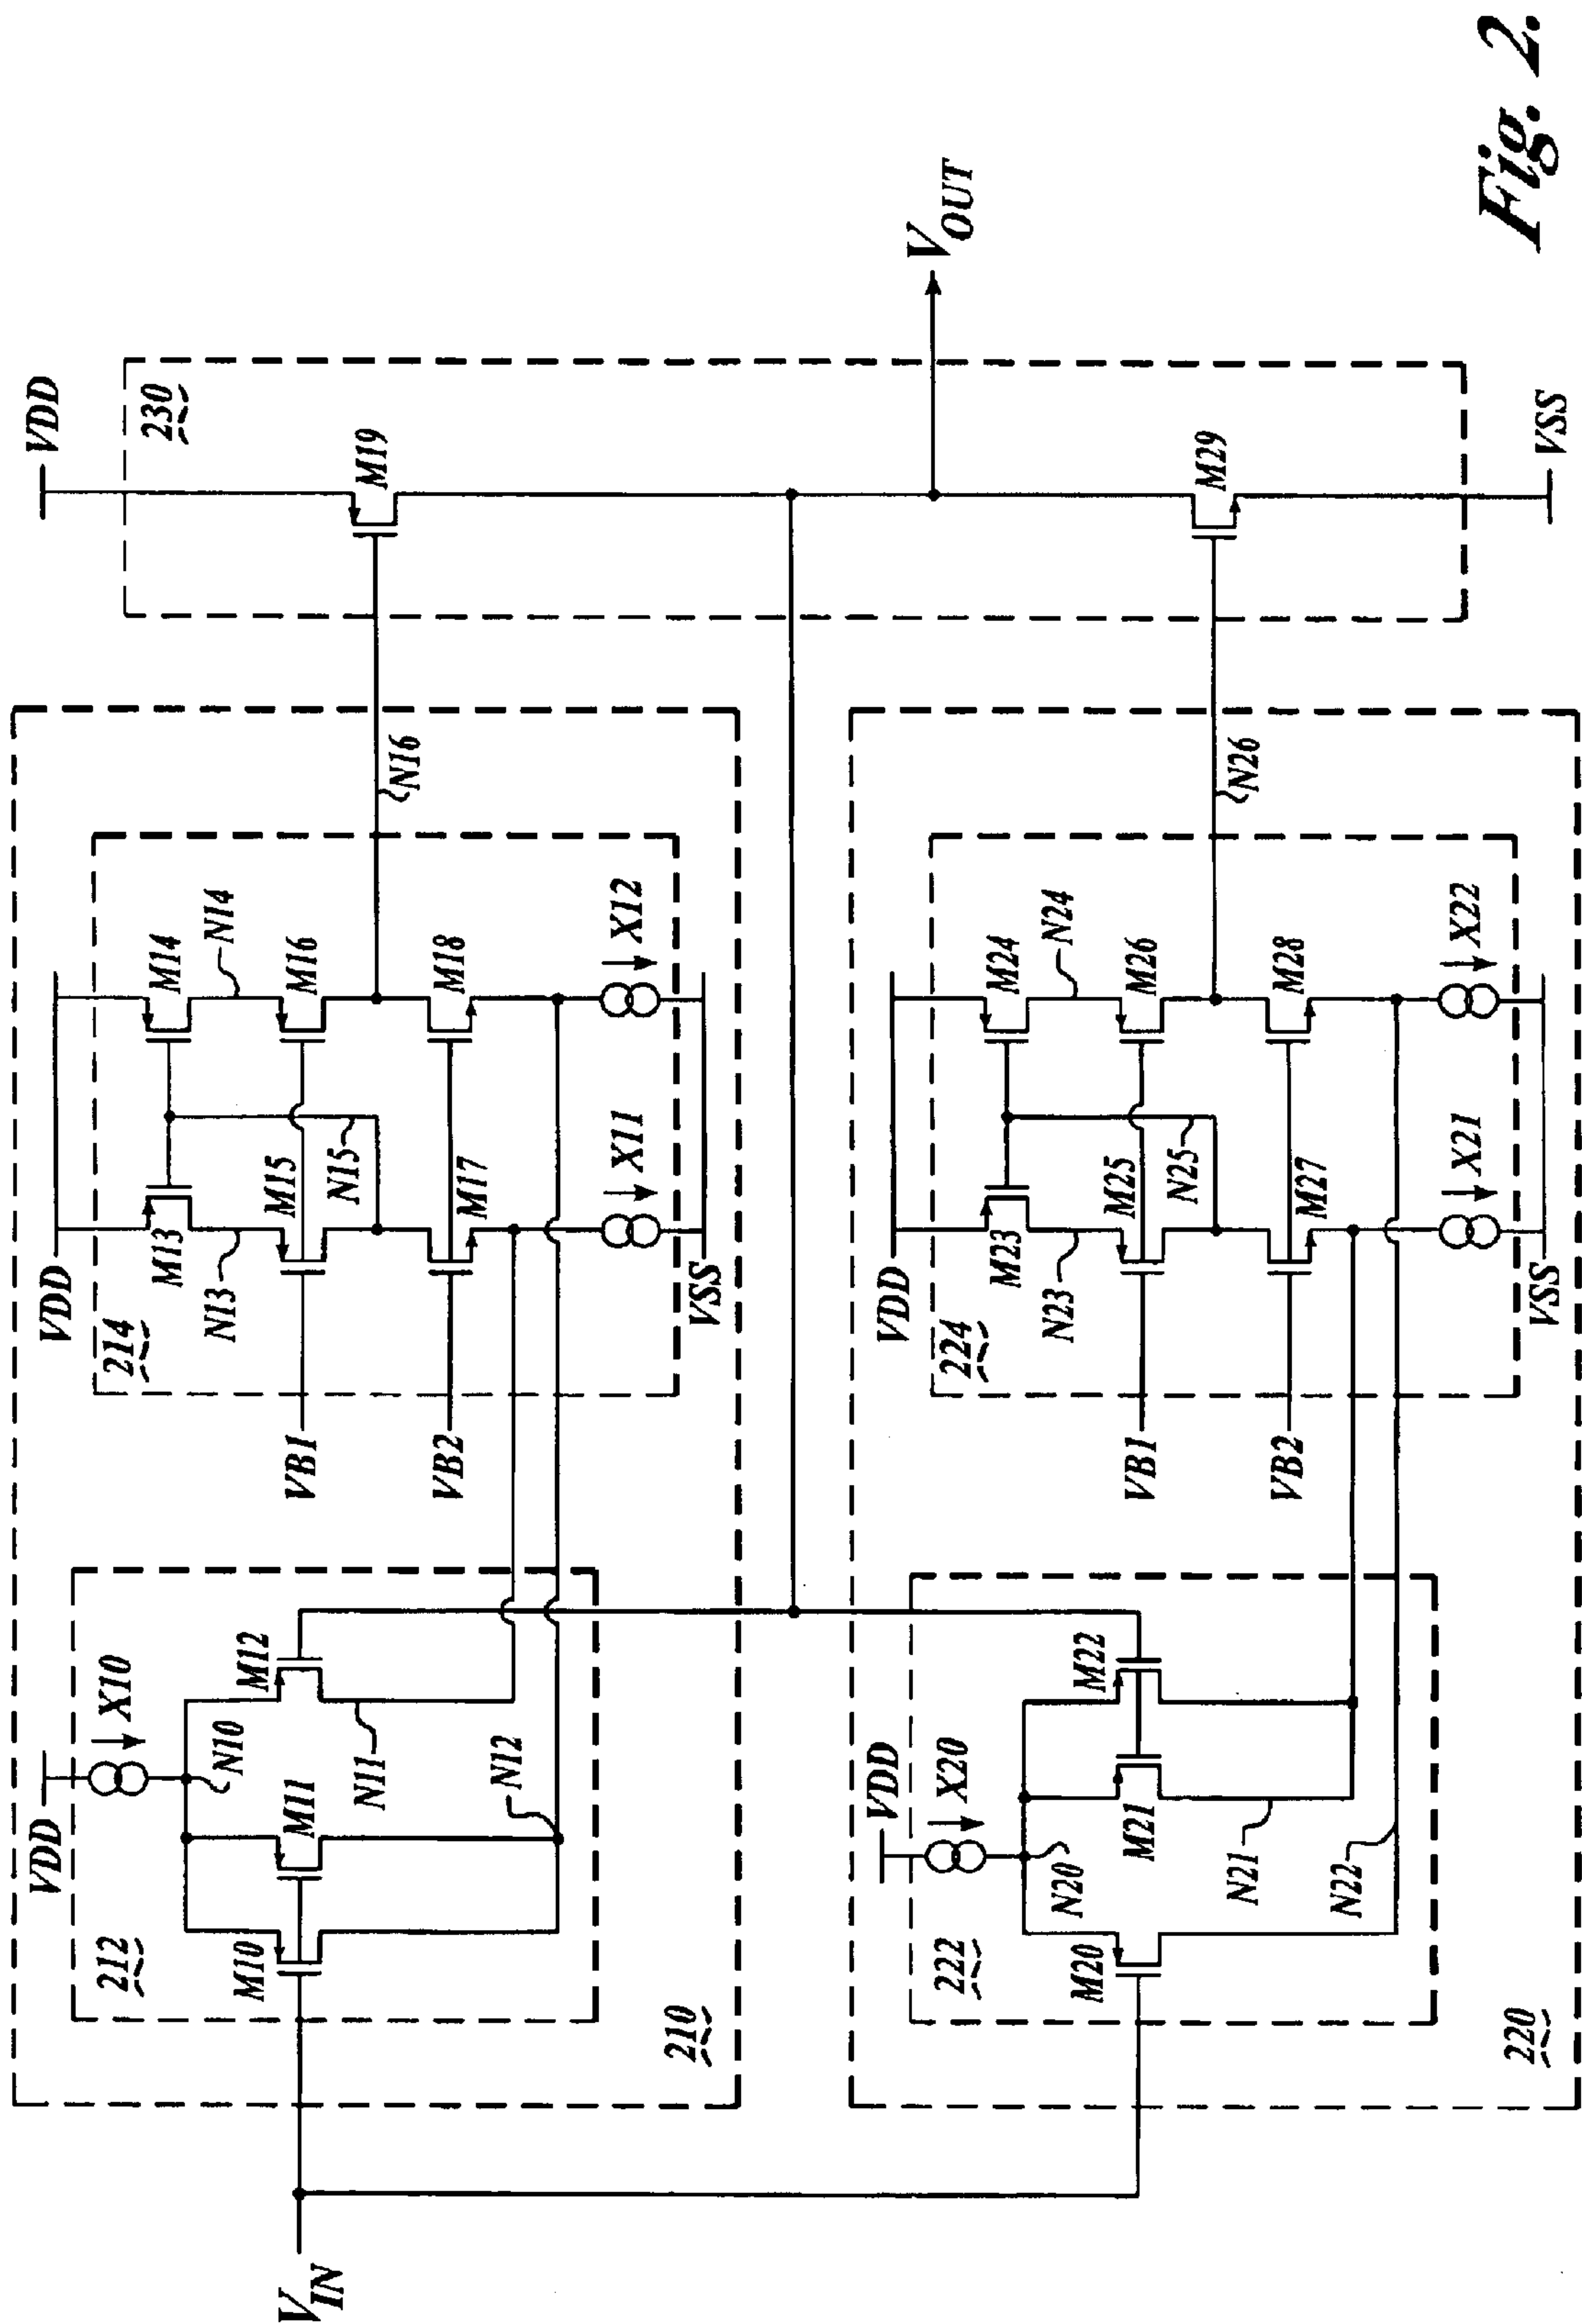 VDD
230
M19
VOUT
M29
VSS
Fig. 2.
VDD
214
M13
N13
M14
N14
M15
N15
M16
N16
M17
M18
X11
X12
VSS
VB1
VB2
VDD
X10
212
M10
M11
N10
M12
N11
N12
210
VIN
VDD
224
M23
N23
M24
N24
M25
N25
M26
N26
M27
M28
X21
X22
VSS
VB1
VB2
VDD
X20
222
M20
N20
M21
M22
N21
N22
220